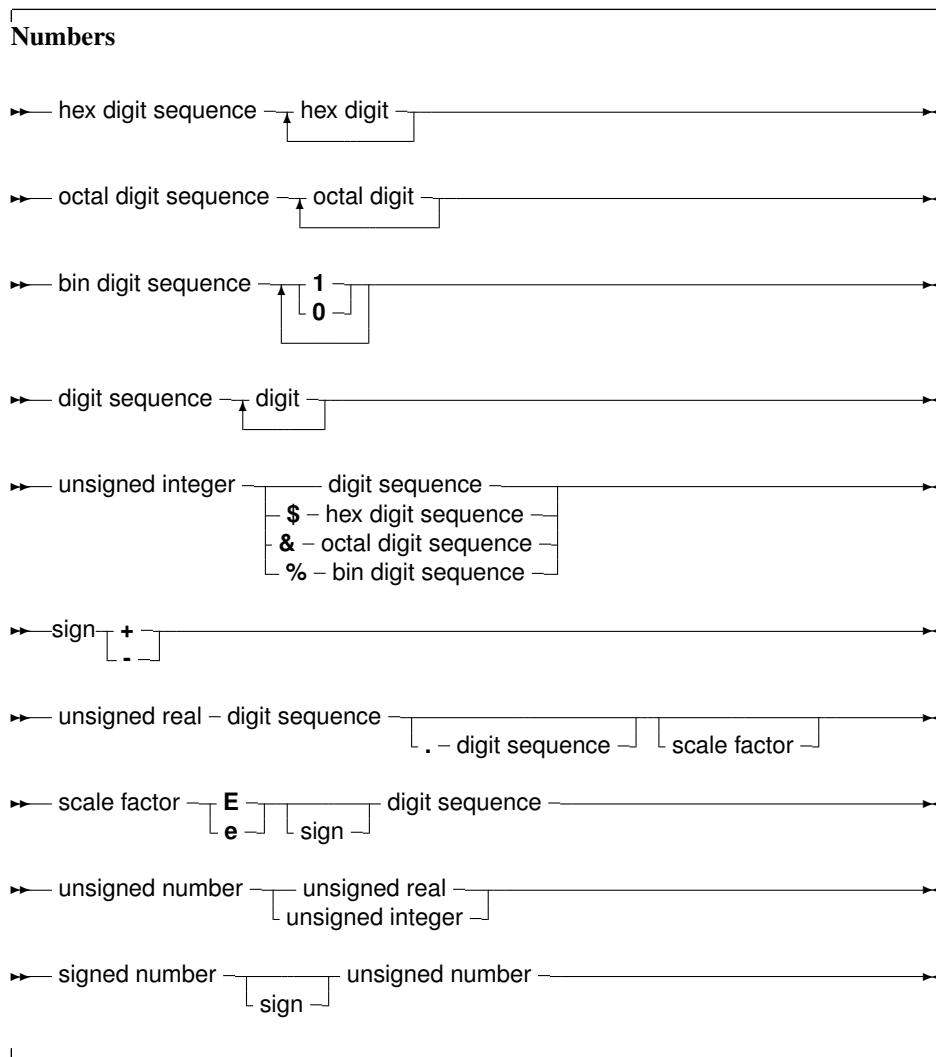 Numbers
hex digit sequence hex digit
octal digit sequence octal digit
bin digit sequence 1
0
digit sequence digit
unsigned integer digit sequence
$ hex digit sequence
& octal digit sequence
% bin digit sequence
sign +
-
unsigned real digit sequence
. digit sequence scale factor
scale factor E digit sequence
e sign
unsigned number unsigned real
unsigned integer
signed number unsigned number
sign